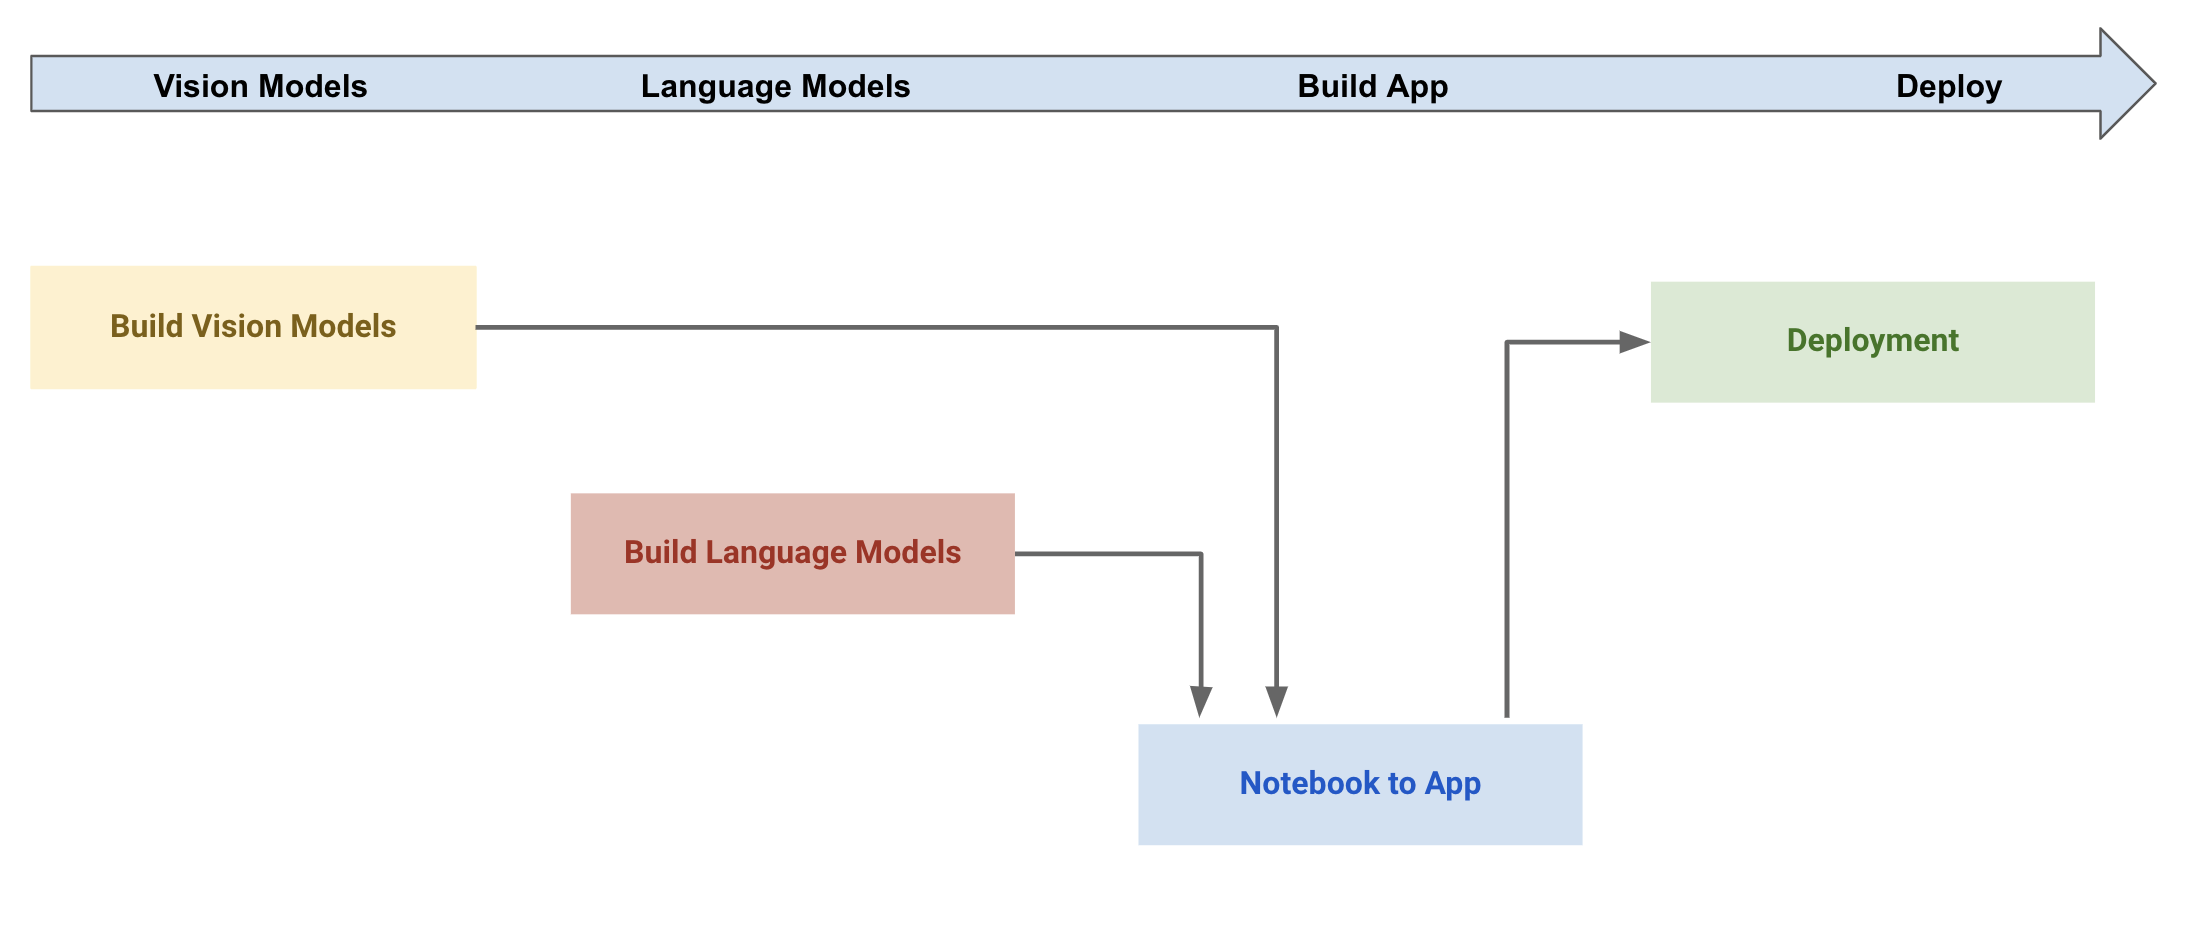 Vision Models
Language Models
Build App
Deploy
Build Vision Models
Deployment
Build Language Models
Notebook to App